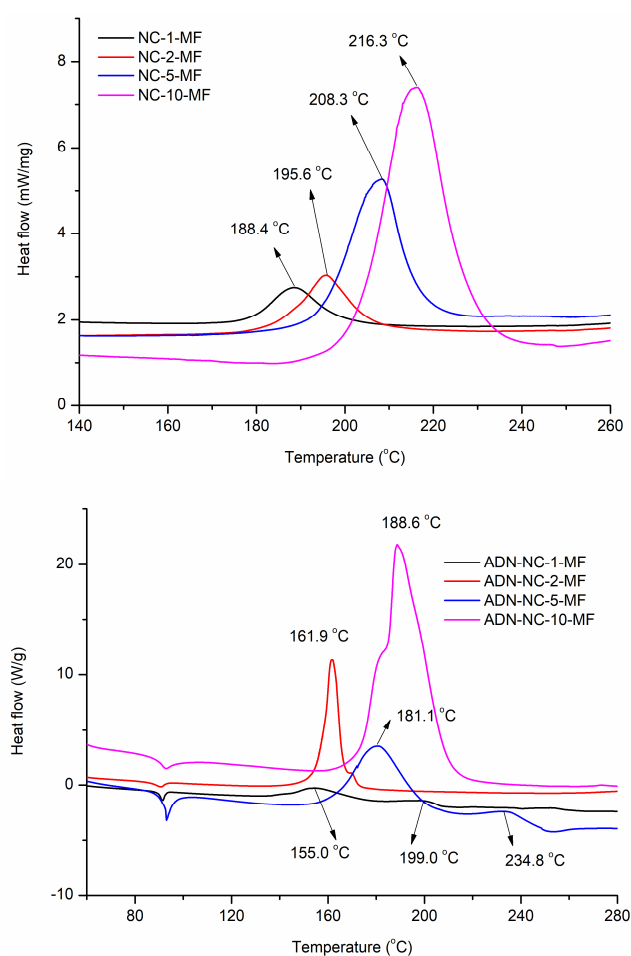 NC-1-MF
NC-2-MF
NC-5-MF
NC-10-MF
216.3 °C
208.3 °C
195.6 °C
188.4 °C
8
6
4
2
0
Heat flow (mW/mg)
140 160 180 200 220 240 260
Temperature (°C)
188.6 °C
ADN-NC-1-MF
ADN-NC-2-MF
ADN-NC-5-MF
ADN-NC-10-MF
161.9 °C
181.1 °C
155.0 °C
199.0 °C
234.8 °C
20
10
0
-10
Heat flow (W/g)
80 120 160 200 240 280
Temperature (°C)